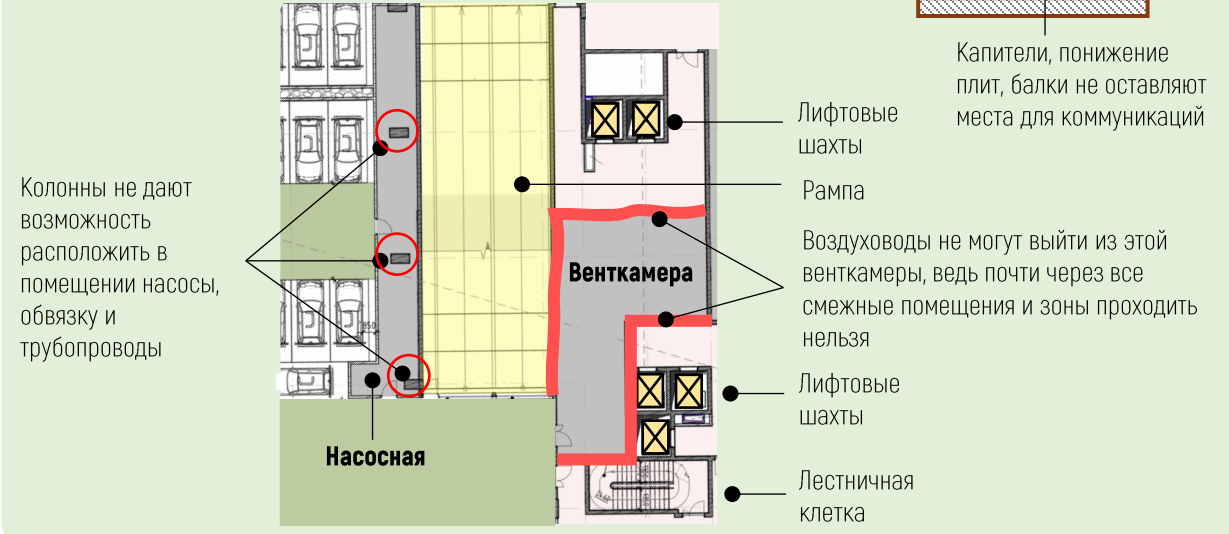 Капители, понижение
плит, балки не оставляют
места для коммуникаций
Лифтовые
шахты
Рампа
Колонны не дают
возможность
расположить в
помещении насосы,
обвязку и
трубопроводы
Венткамера
Воздуховоды не могут выйти из этой
венткамеры, ведь почти через все
смежные помещения и зоны проходить
нельзя
850
Лифтовые
шахты
Насосная
Лестничная
клетка